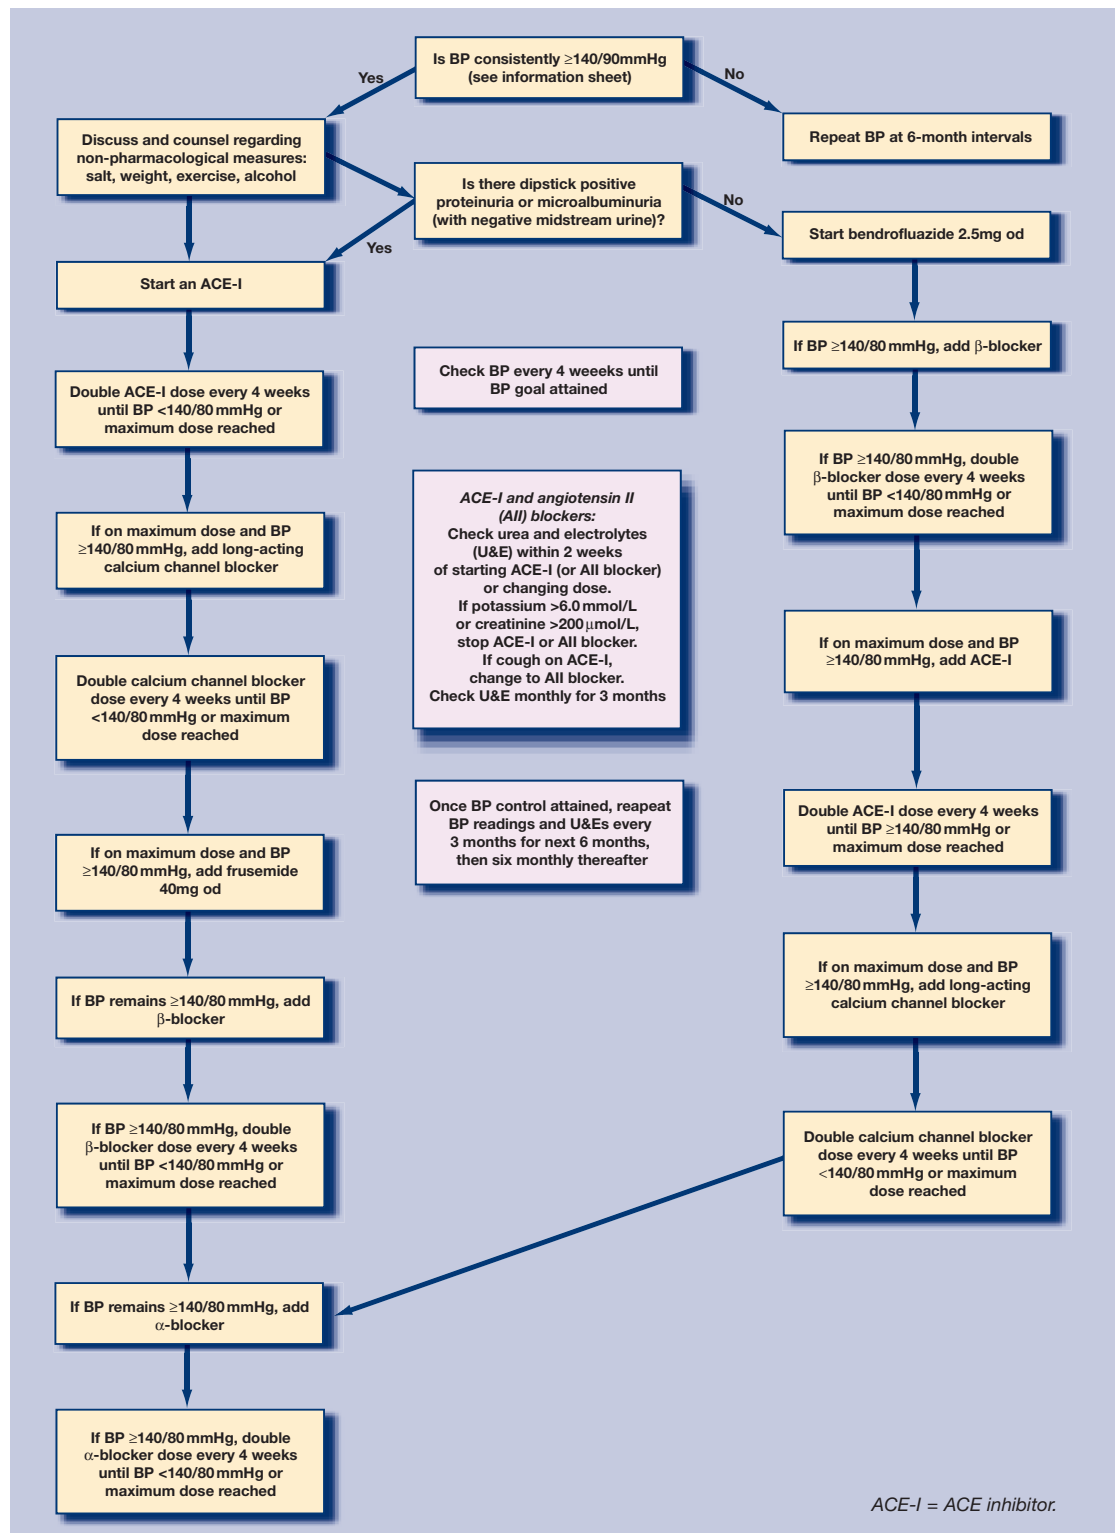 Is BP consistently ≥140/90mmHg
(see information sheet)
Yes
No
Discuss and counsel regarding
non-pharmacological measures:
salt, weight, exercise, alcohol
Repeat BP at 6-month intervals
Is there dipstick positive
proteinuria or microalbuminuria
(with negative midstream urine)?
Yes
No
Start an ACE-I
Start bendrofluazide 2.5mg od
If BP ≥140/80 mmHg, add β-blocker
Double ACE-I dose every 4 weeks
until BP <140/80 mmHg or
maximum dose reached
Check BP every 4 weeeks until
BP goal attained
If BP ≥140/80 mmHg, double
β-blocker dose every 4 weeks
until BP <140/80 mmHg or
maximum dose reached
If on maximum dose and BP
≥140/80 mmHg, add long-acting
calcium channel blocker
ACE-I and angiotensin II
(AII) blockers:
Check urea and electrolytes
(U&E) within 2 weeks
of starting ACE-I (or AII blocker)
or changing dose.
If potassium >6.0 mmol/L
or creatinine >200 μmol/L,
stop ACE-I or AII blocker.
If cough on ACE-I,
change to AII blocker.
Check U&E monthly for 3 months
If on maximum dose and BP
≥140/80 mmHg, add ACE-I
Double calcium channel blocker
dose every 4 weeks until BP
<140/80 mmHg or maximum
dose reached
Once BP control attained, reapeat
BP readings and U&Es every
3 months for next 6 months,
then six monthly thereafter
Double ACE-I dose every 4 weeks
until BP ≥140/80 mmHg or
maximum dose reached
If on maximum dose and BP
≥140/80 mmHg, add frusemide
40mg od
If on maximum dose and BP
≥140/80 mmHg, add long-acting
calcium channel blocker
If BP remains ≥140/80 mmHg, add
β-blocker
If BP ≥140/80 mmHg, double
β-blocker dose every 4 weeks
until BP <140/80 mmHg or
maximum dose reached
Double calcium channel blocker
dose every 4 weeks until BP
<140/80 mmHg or maximum
dose reached
If BP remains ≥140/80 mmHg, add
α-blocker
If BP ≥140/80 mmHg, double
α-blocker dose every 4 weeks
until BP <140/80 mmHg or
maximum dose reached
ACE-I = ACE inhibitor.